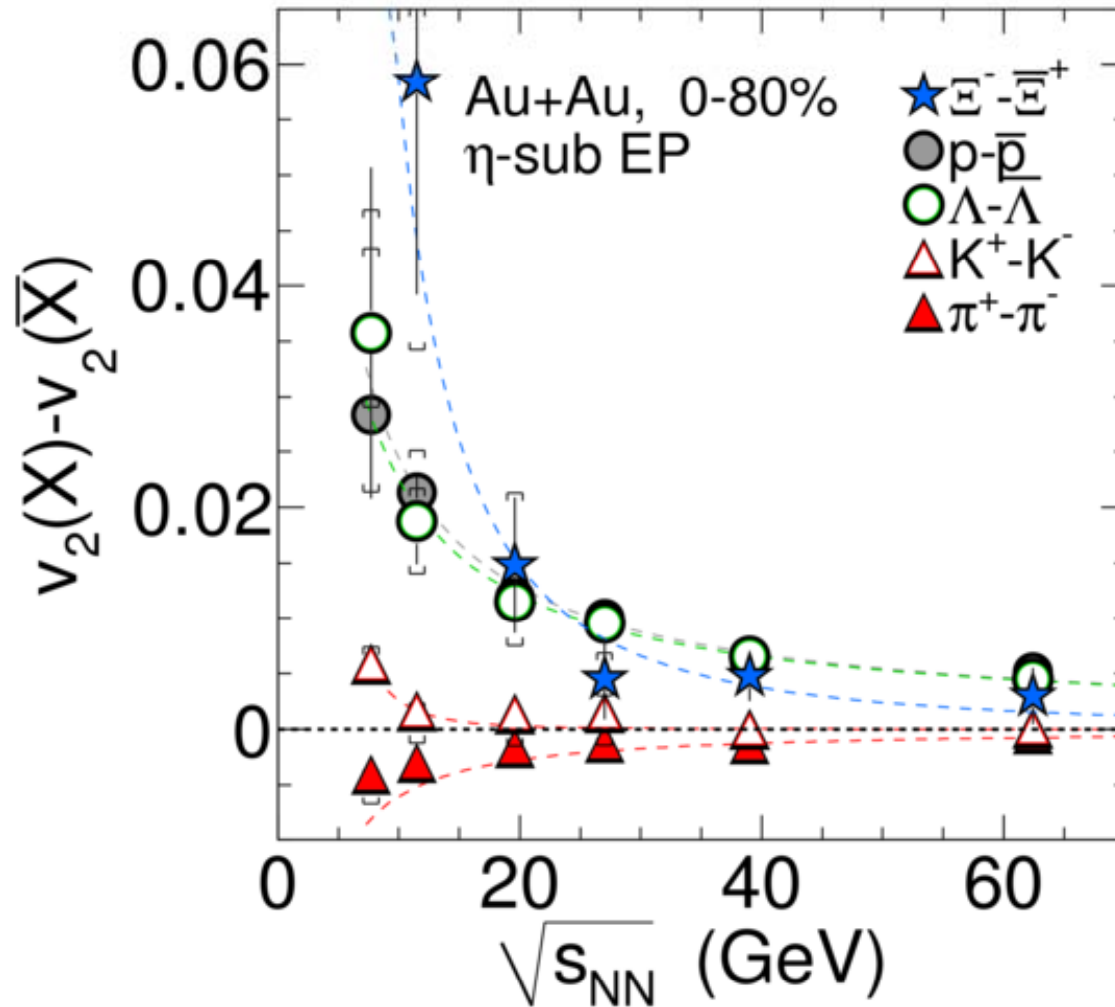 0.06
0.04
0.02
0
v₂(X)-v₂(X̅)
Au+Au, 0-80%
η-sub EP
Ξ⁻-Ξ̅⁺
p-p̅
Λ-Λ̅
K⁺-K⁻
π⁺-π⁻
0 20 40 60
√sNN (GeV)